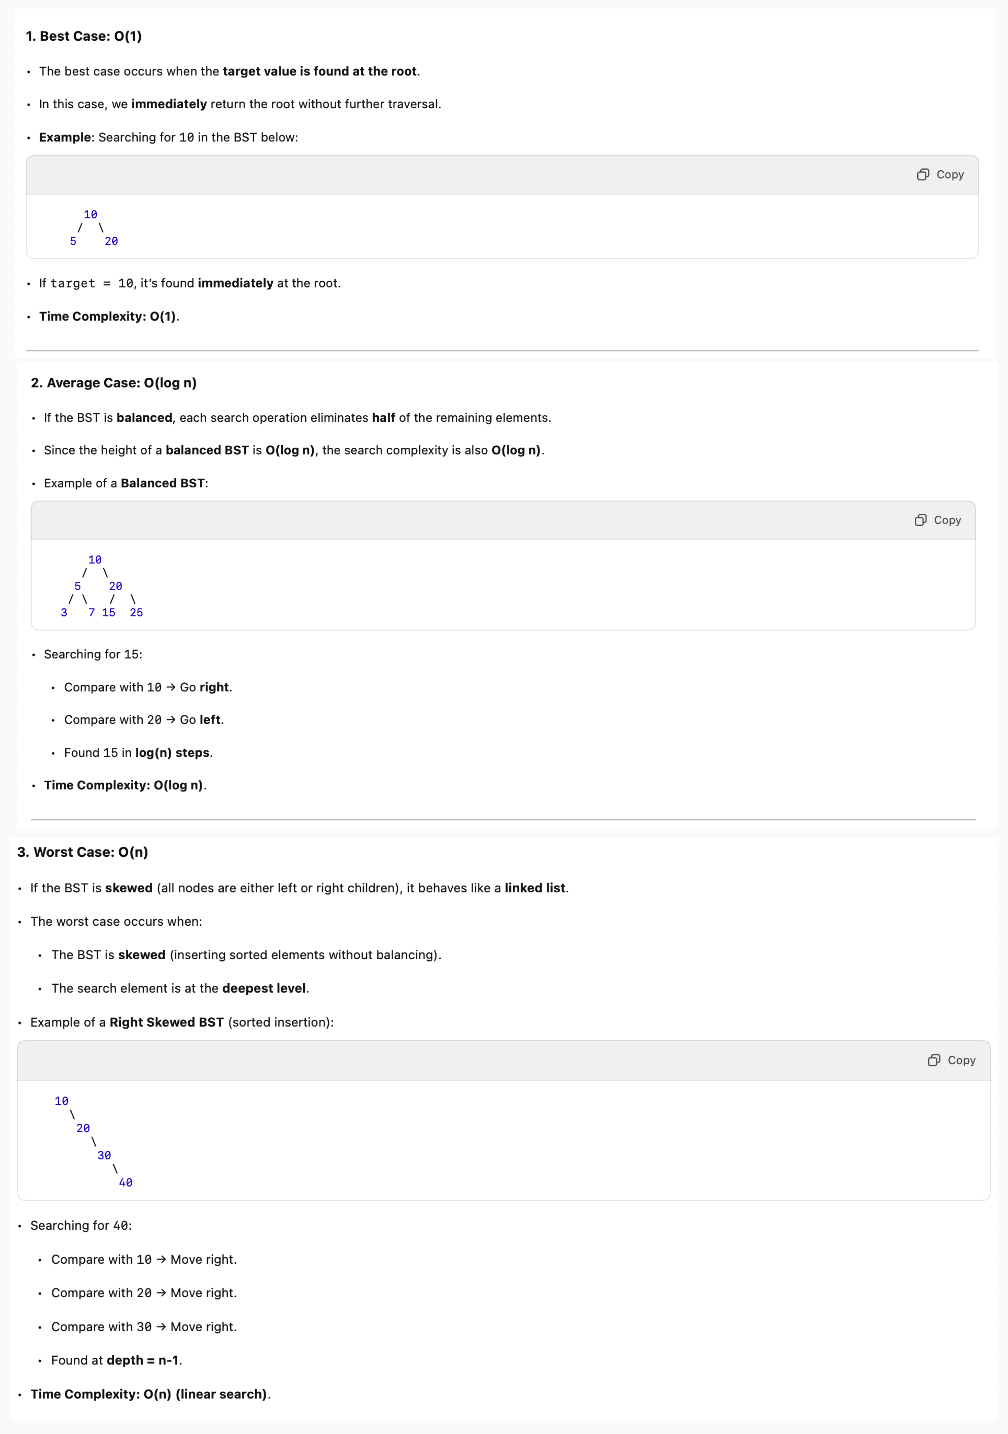 1. Best Case: O(1)
• The best case occurs when the target value is found at the root.
• In this case, we immediately return the root without further traversal.
• Example: Searching for 10 in the BST below:
Copy
10
/ \
5 20
• If target = 10, it's found immediately at the root.
• Time Complexity: O(1).
2. Average Case: O(log n)
• If the BST is balanced, each search operation eliminates half of the remaining elements.
• Since the height of a balanced BST is O(log n), the search complexity is also O(log n).
• Example of a Balanced BST:
Copy
10
/ \
5 20
/ \ / \
3 7 15 25
• Searching for 15:
• Compare with 10 → Go right.
• Compare with 20 → Go left.
• Found 15 in log(n) steps.
• Time Complexity: O(log n).
3. Worst Case: O(n)
• If the BST is skewed (all nodes are either left or right children), it behaves like a linked list.
• The worst case occurs when:
• The BST is skewed (inserting sorted elements without balancing).
• The search element is at the deepest level.
• Example of a Right Skewed BST (sorted insertion):
Copy
10
\
20
\
30
\
40
• Searching for 40:
• Compare with 10 → Move right.
• Compare with 20 → Move right.
• Compare with 30 → Move right.
• Found at depth = n-1.
• Time Complexity: O(n) (linear search).